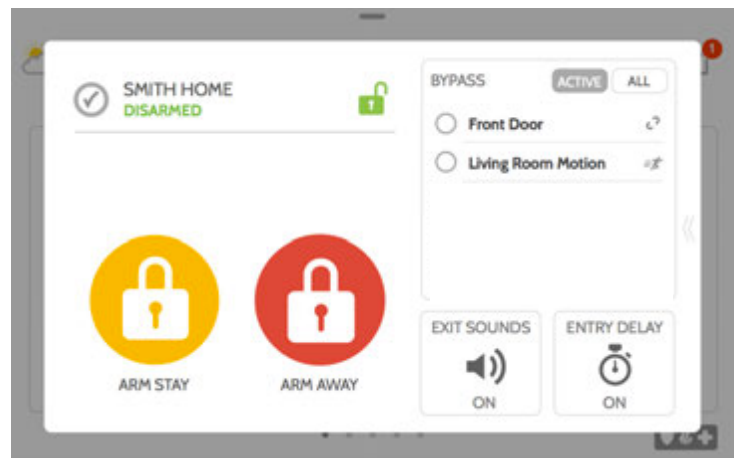 SMITH HOME
DISARMED
ARM STAY
ARM AWAY
BYPASS
ACTIVE
ALL
Front Door
Living Room Motion
EXIT SOUNDS
ON
ENTRY DELAY
ON
1